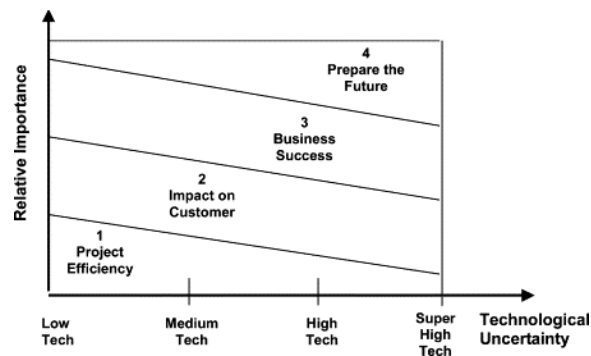 Relative Importance
4
Prepare the
Future
3
Business
Success
2
Impact on
Customer
1
Project
Efficiency
Low
Tech
Medium
Tech
High
Tech
Super
High
Tech
Technological
Uncertainty